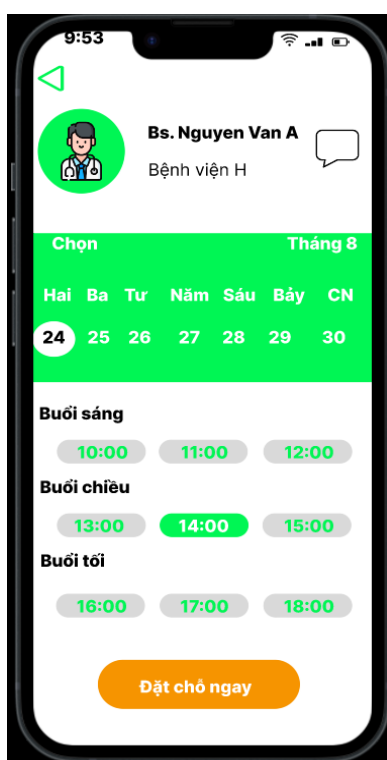 9:53
Bs. Nguyen Van A
Bệnh viện H
Chọn Tháng 8
Hai Ba Tư Năm Sáu Bảy CN
24 25 26 27 28 29 30
Buổi sáng
10:00 11:00 12:00
Buổi chiều
13:00 14:00 15:00
Buổi tối
16:00 17:00 18:00
Đặt chỗ ngay